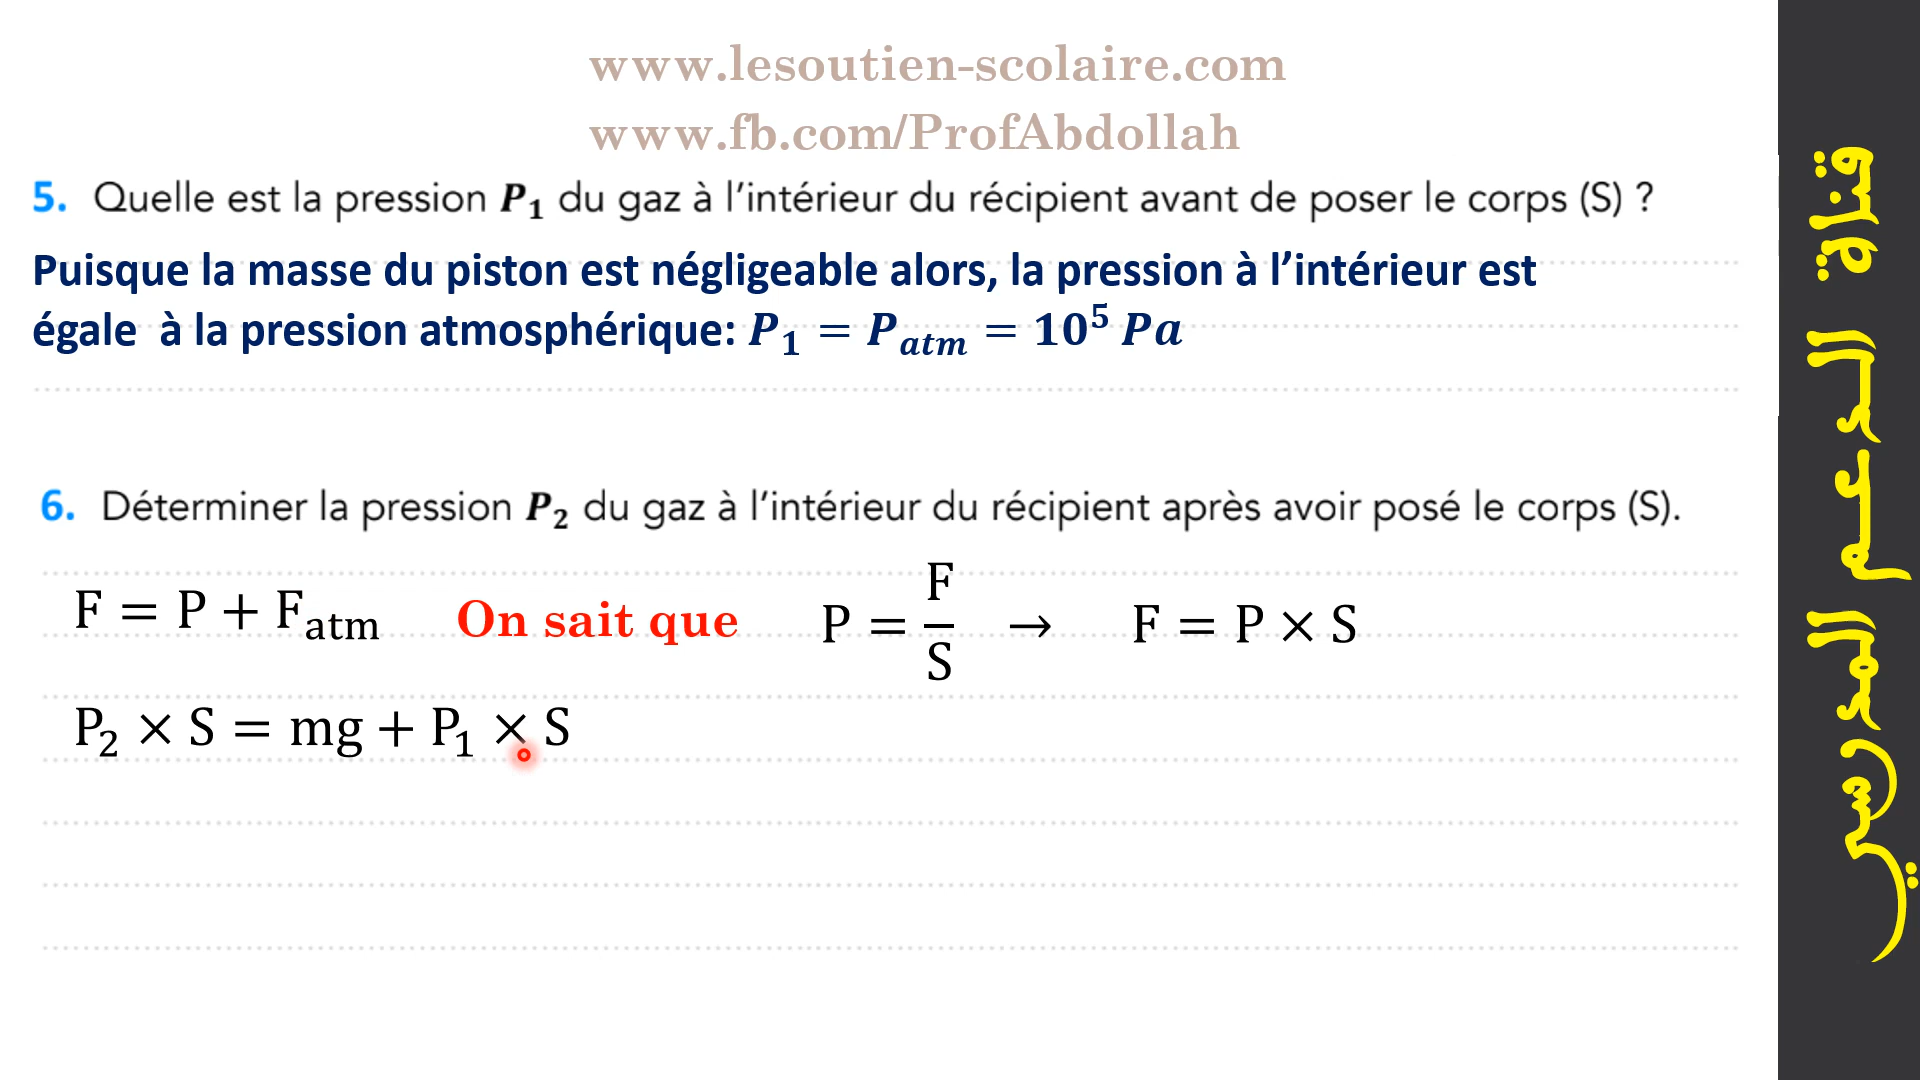 www.lesoutien-scolaire.com
www.fb.com/ProfAbdollah
5. Quelle est la pression P₁ du gaz à l’intérieur du récipient avant de poser le corps (S) ?
Puisque la masse du piston est négligeable alors, la pression à l’intérieur est
égale à la pression atmosphérique: P₁ = Pₐₜₘ = 10⁵ Pa
6. Déterminer la pression P₂ du gaz à l’intérieur du récipient après avoir posé le corps (S).
F = P + Fₐₜₘ On sait que P = F/S → F = P × S
P₂ × S = mg + P₁ × S
قناة الدعم المدرسي